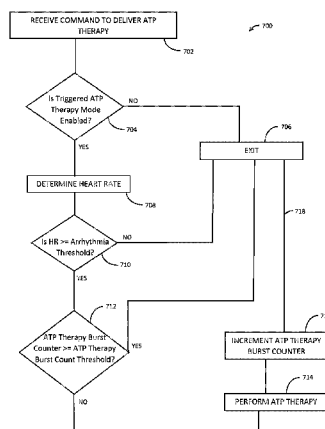 RECEIVE COMMAND TO DELIVER ATP
THERAPY
702
700
Is Triggered ATP
Therapy Mode
Enabled?
NO
704
YES
706
EXIT
DETERMINE HEART RATE
708
718
Is HR >= Arrhythmia
Threshold?
NO
710
YES
712
ATP Therapy Burst
Counter >= ATP Therapy
Burst Count Threshold?
YES
INCREMENT ATP THERAPY
BURST COUNTER
714
PERFORM ATP THERAPY
NO